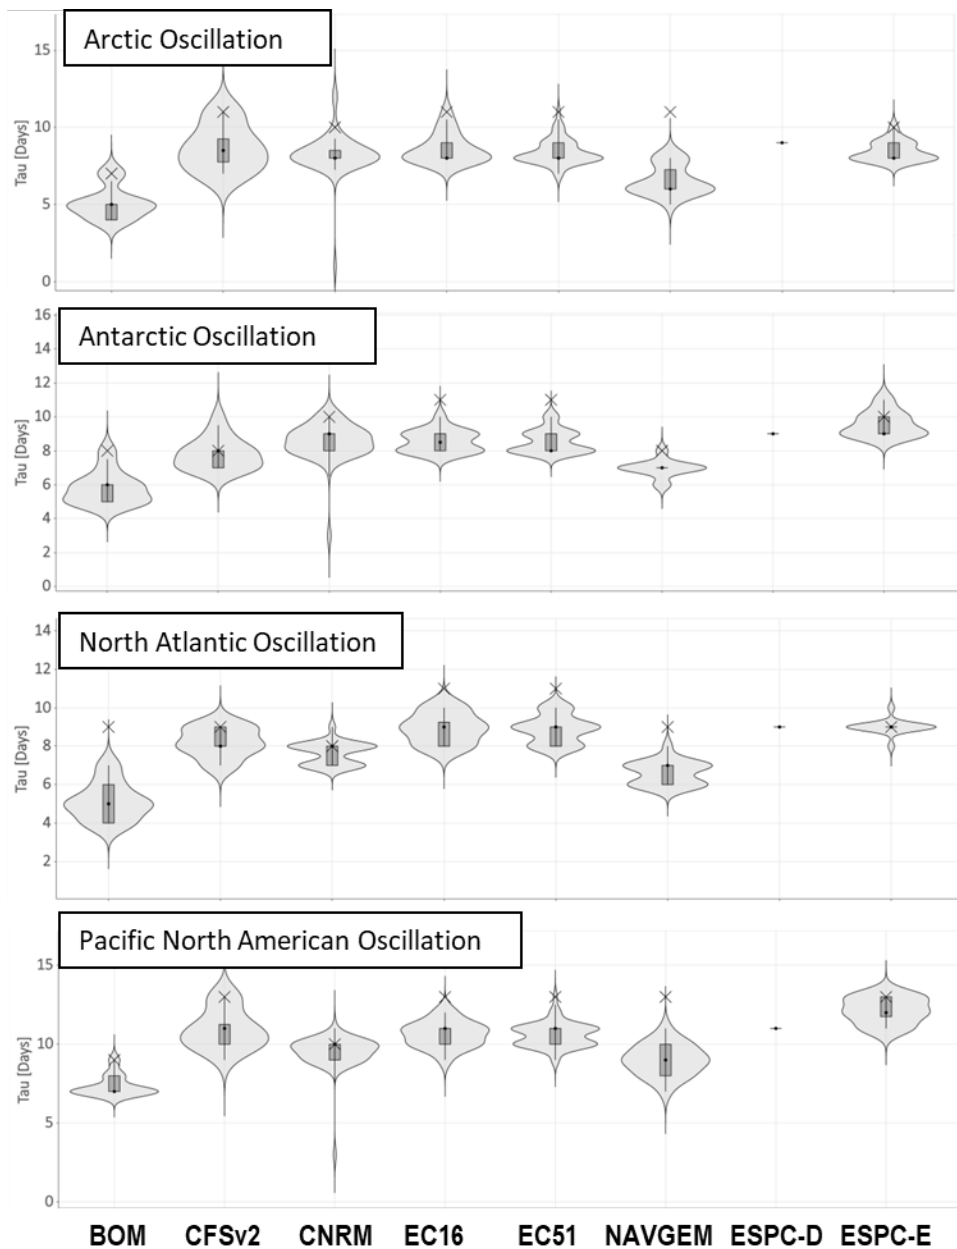 Arctic Oscillation
15
10
5
0
Tau [Days]
Antarctic Oscillation
16
14
12
10
8
6
4
2
0
Tau [Days]
North Atlantic Oscillation
14
12
10
8
6
4
2
Tau [Days]
Pacific North American Oscillation
15
10
5
0
Tau [Days]
BOM CFSv2 CNRM EC16 EC51 NAVGEM ESPC-D ESPC-E